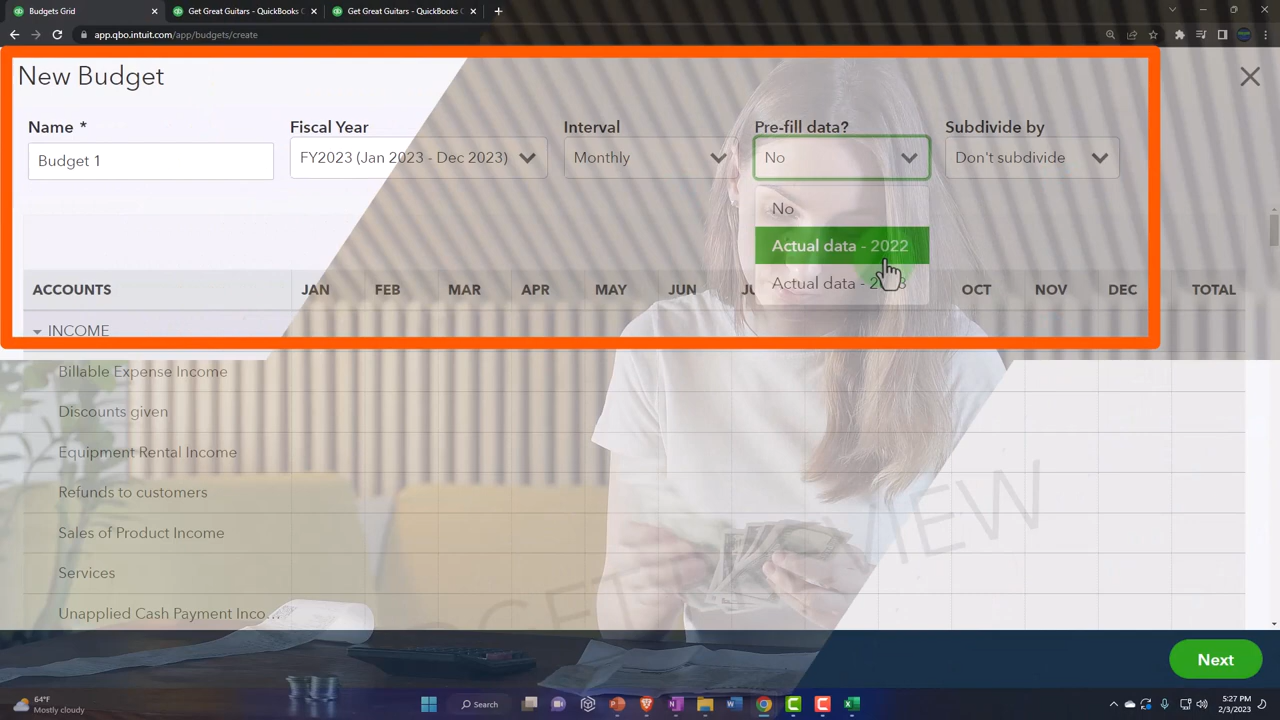 Budgets Grid
Get Great Guitars - QuickBooks
Get Great Guitars - QuickBooks
app.qbo.intuit.com/app/budgets/create
New Budget
Name * Fiscal Year Interval Pre-fill data? Subdivide by
Budget 1 FY2023 (Jan 2023 - Dec 2023) Monthly No Don't subdivide
No
Actual data - 2022
Actual data -
ACCOUNTS JAN FEB MAR APR MAY JUN OCT NOV DEC TOTAL
INCOME
Billable Expense Income
Discounts given
Equipment Rental Income
Refunds to customers
Sales of Product Income
Services
Unapplied Cash Payment Inco...
Next
64°F
Mostly cloudy
Search
5:27 PM
2/3/2023